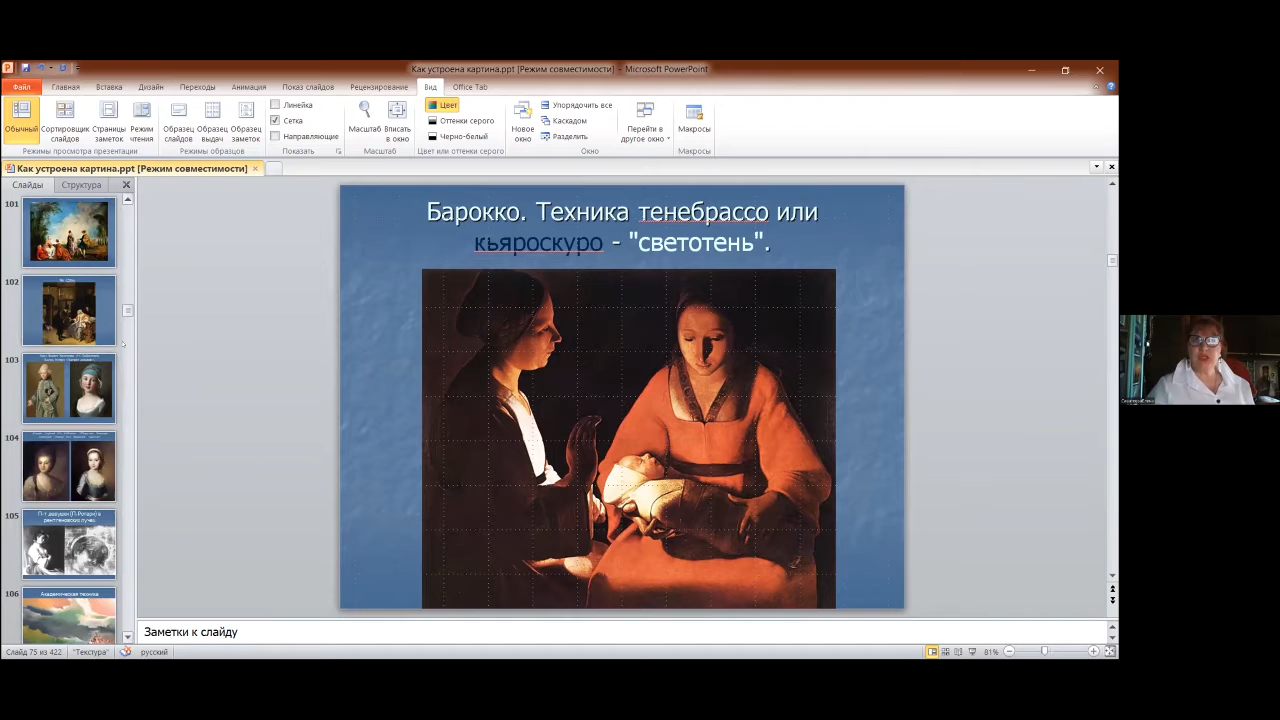 Как устроена картина.ppt [Режим совместимости] - Microsoft PowerPoint
Файл Главная Вставка Дизайн Переходы Анимация Показ слайдов Рецензирование Вид Office Tab
Обычный
Сортировщик слайдов
Страницы заметок
Режим чтения
Режимы просмотра презентации
Образец слайдов
Образец выдач
Образец заметок
Режимы образцов
Линейка
Сетка
Направляющие
Показать
Масштаб
Вписать в окно
Масштаб
Цвет
Оттенки серого
Черно-белый
Цвет или оттенки серого
Новое окно
Упорядочить все
Каскадом
Разделить
Перейти в другое окно
Окно
Макросы
Макросы
Как устроена картина.ppt [Режим совместимости]
Слайды Структура
101
102
103
104
105
П-т девушки (П.Ротари) в
рентгеновских лучах.
106
Академическая техника
Барокко. Техника тенебрассо или
кьяроскуро - "светотень".
Заметки к слайду
Слайд 75 из 422 "Текстура" русский 81%